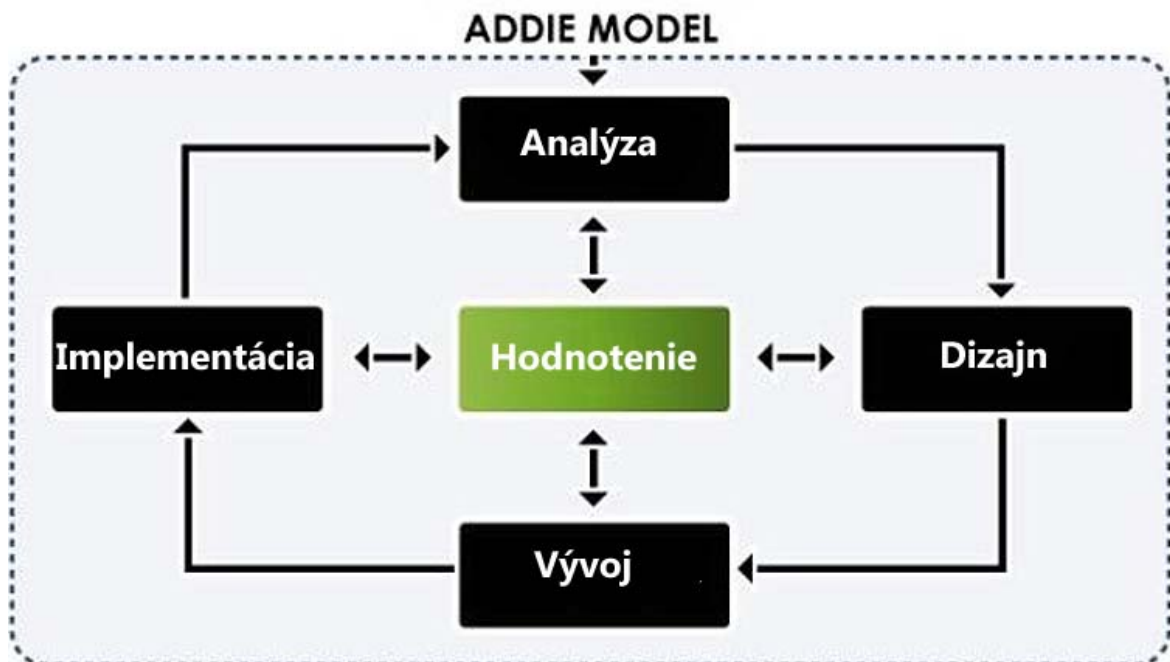 ADDIE MODEL
Analýza
Implementácia
Hodnotenie
Dizajn
Vývoj